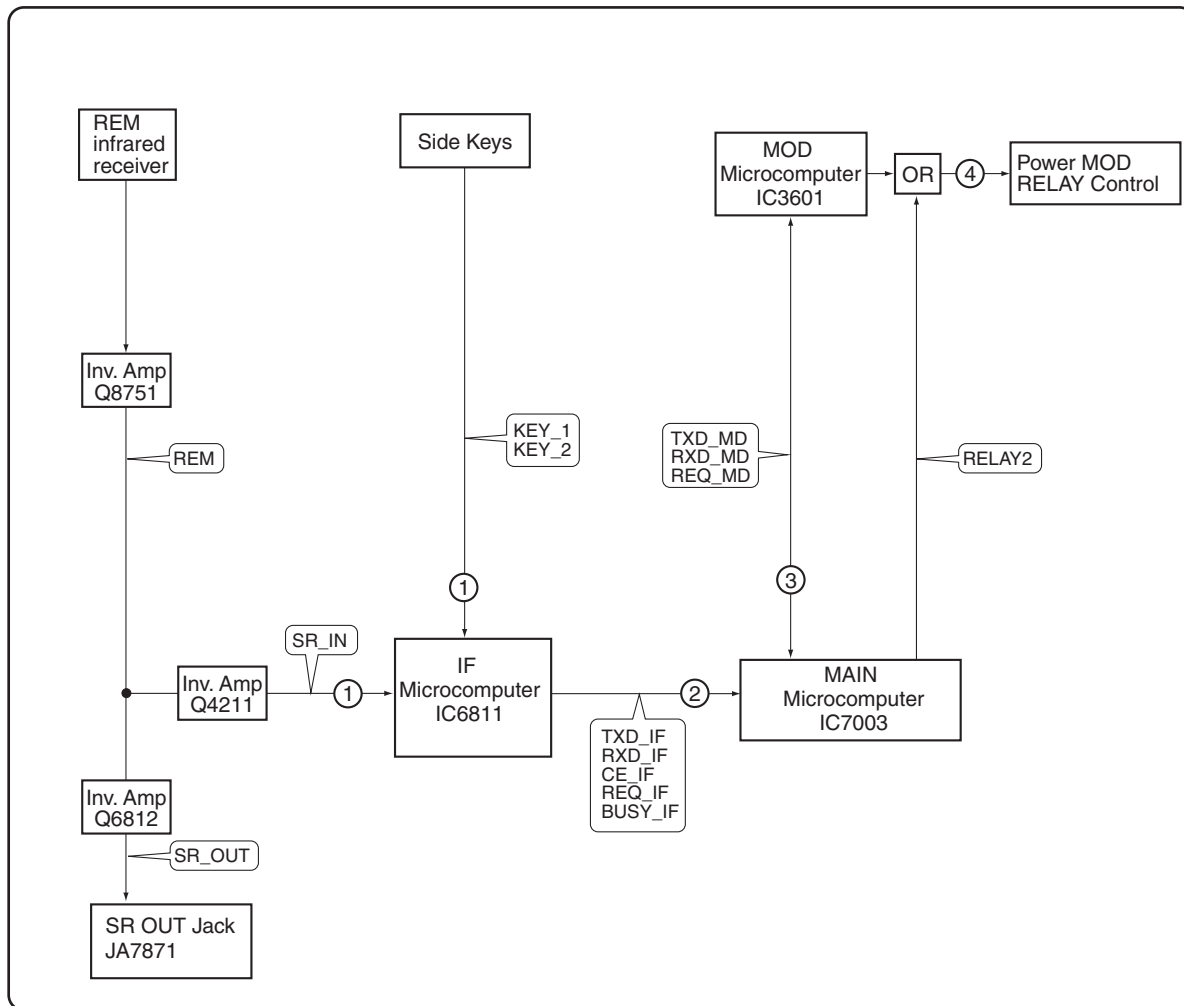 REM
infrared
receiver
Side Keys
MOD
Microcomputer
IC3601
OR
4
Power MOD
RELAY Control
Inv. Amp
Q8751
REM
KEY_1
KEY_2
TXD_MD
RXD_MD
REQ_MD
RELAY2
1
3
SR_IN
Inv. Amp
Q4211
1
IF
Microcomputer
IC6811
2
MAIN
Microcomputer
IC7003
TXD_IF
RXD_IF
CE_IF
REQ_IF
BUSY_IF
Inv. Amp
Q6812
SR_OUT
SR OUT Jack
JA7871